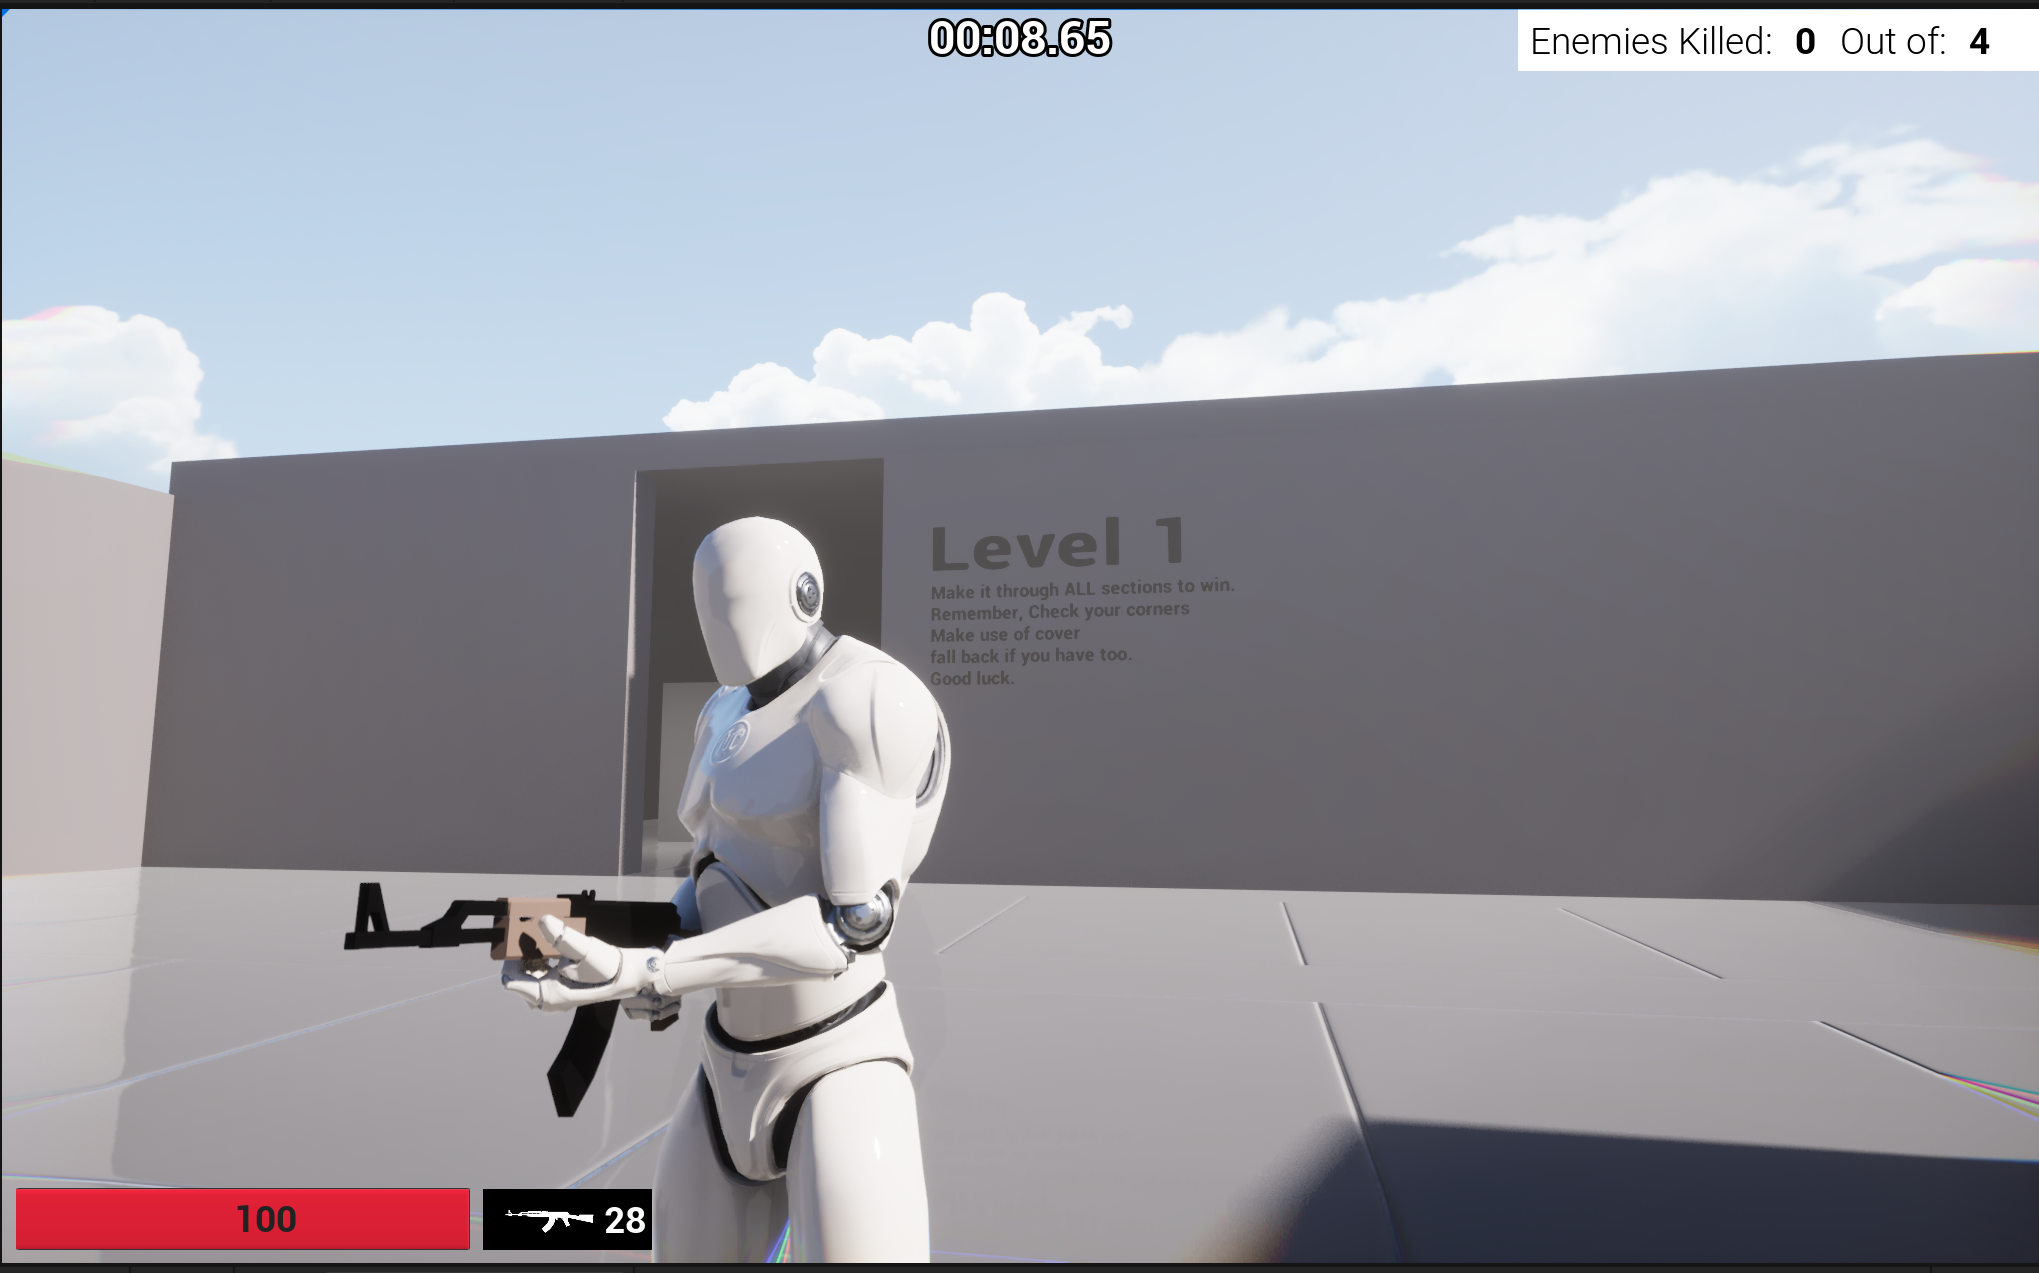 00:08.65
Enemies Killed: 0 Out of: 4
Level 1
Make it through ALL sections to win.
Remember, Check your corners
Make use of cover
fall back if you have too.
Good luck.
100
28